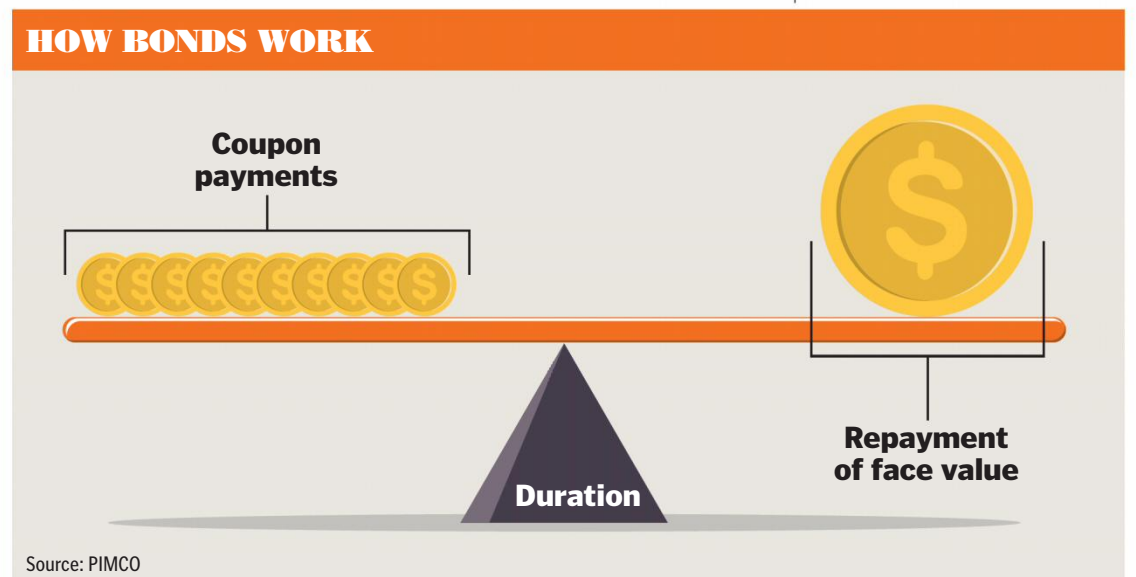 HOW BONDS WORK
Coupon
payments
$ $ $ $ $ $ $ $ $ $
$
Duration
Repayment
of face value
Source: PIMCO